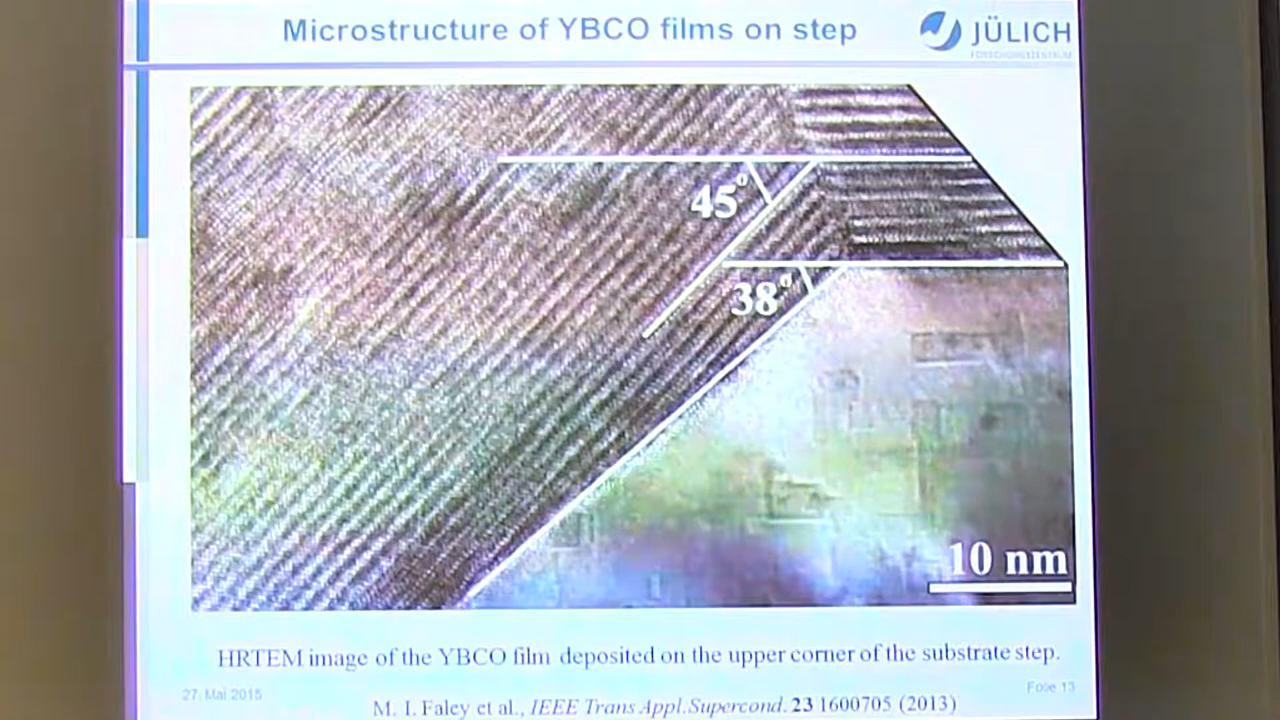 Microstructure of YBCO films on step
JÜLICH
FORSCHUNGSZENTRUM
45°
38°
10 nm
HRTEM image of the YBCO film deposited on the upper corner of the substrate step.
27. Mai 2015
Folie 13
M. I. Faley et al., IEEE Trans Appl.Supercond. 23 1600705 (2013)